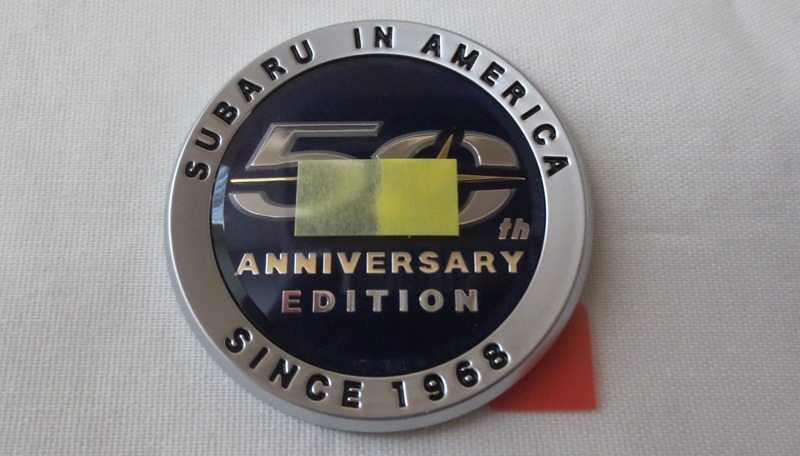 SUBARU IN AMERICA
50th
ANNIVERSARY
EDITION
SINCE 1968